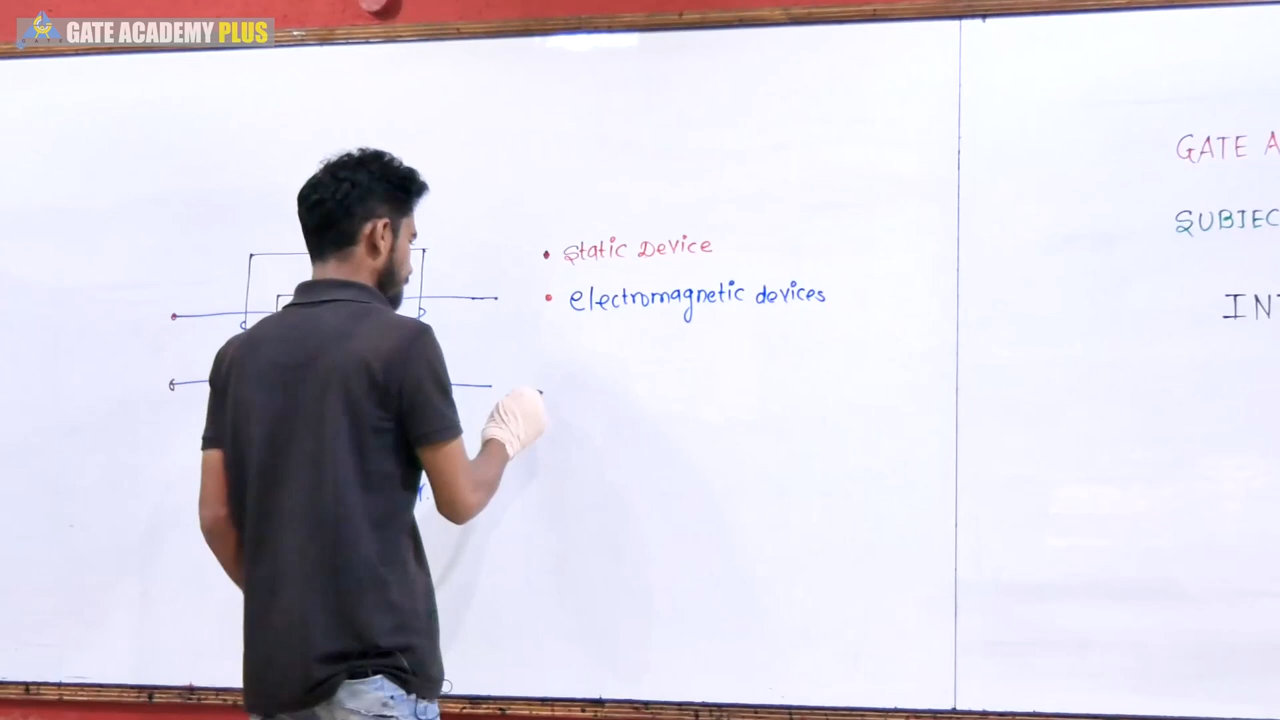 GATE ACADEMY PLUS
• Static Device
• electromagnetic devices
GATE A
SUBJEC
INT